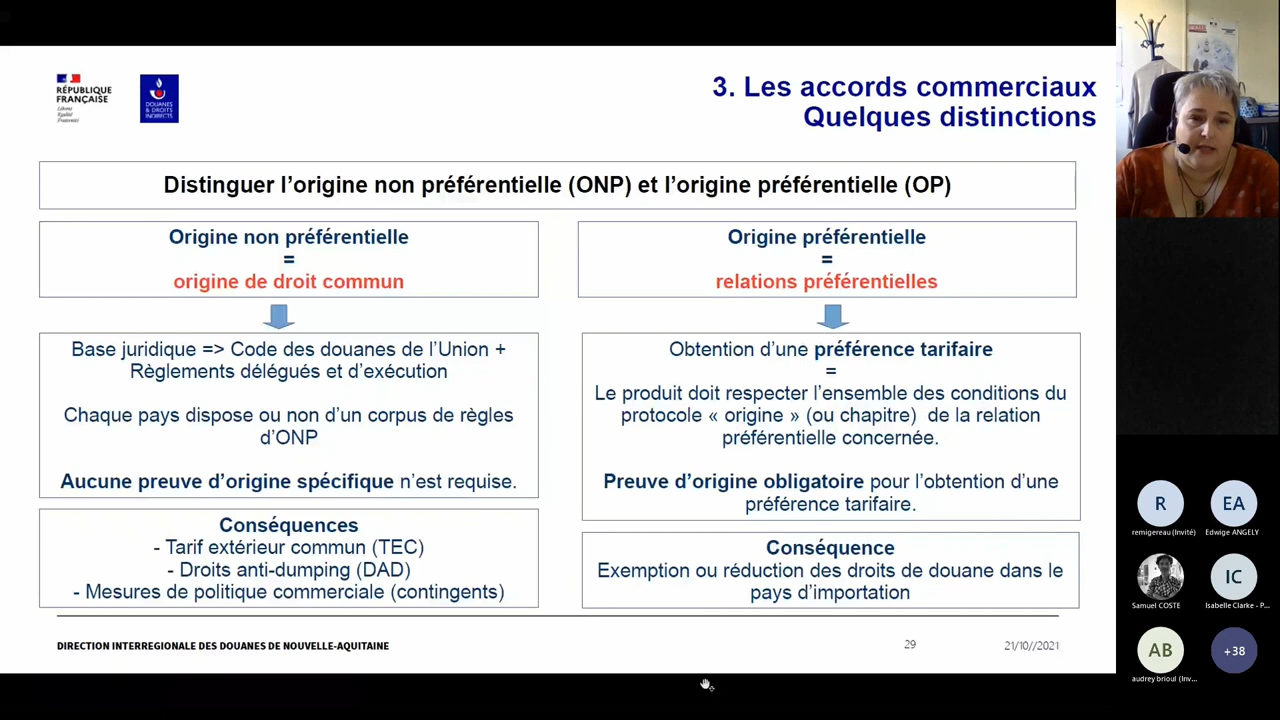 RÉPUBLIQUE
FRANÇAISE
Liberté
Égalité
Fraternité
DOUANES
& DROITS
INDIRECTS
3. Les accords commerciaux
Quelques distinctions
Distinguer l’origine non préférentielle (ONP) et l’origine préférentielle (OP)
Origine non préférentielle
=
origine de droit commun
Base juridique => Code des douanes de l’Union +
Règlements délégués et d’exécution
Chaque pays dispose ou non d’un corpus de règles
d’ONP
Aucune preuve d’origine spécifique n’est requise.
Conséquences
- Tarif extérieur commun (TEC)
- Droits anti-dumping (DAD)
- Mesures de politique commerciale (contingents)
Origine préférentielle
=
relations préférentielles
Obtention d’une préférence tarifaire
=
Le produit doit respecter l’ensemble des conditions du
protocole « origine » (ou chapitre) de la relation
préférentielle concernée.
Preuve d’origine obligatoire pour l’obtention d’une
préférence tarifaire.
Conséquence
Exemption ou réduction des droits de douane dans le
pays d’importation
DIRECTION INTERREGIONALE DES DOUANES DE NOUVELLE-AQUITAINE
29
21/10//2021
R
remigereau (Invité)
EA
Edwige ANGELY
Samuel COSTE
IC
Isabelle Clarke - P...
AB
audrey brioul (Inv...
+38